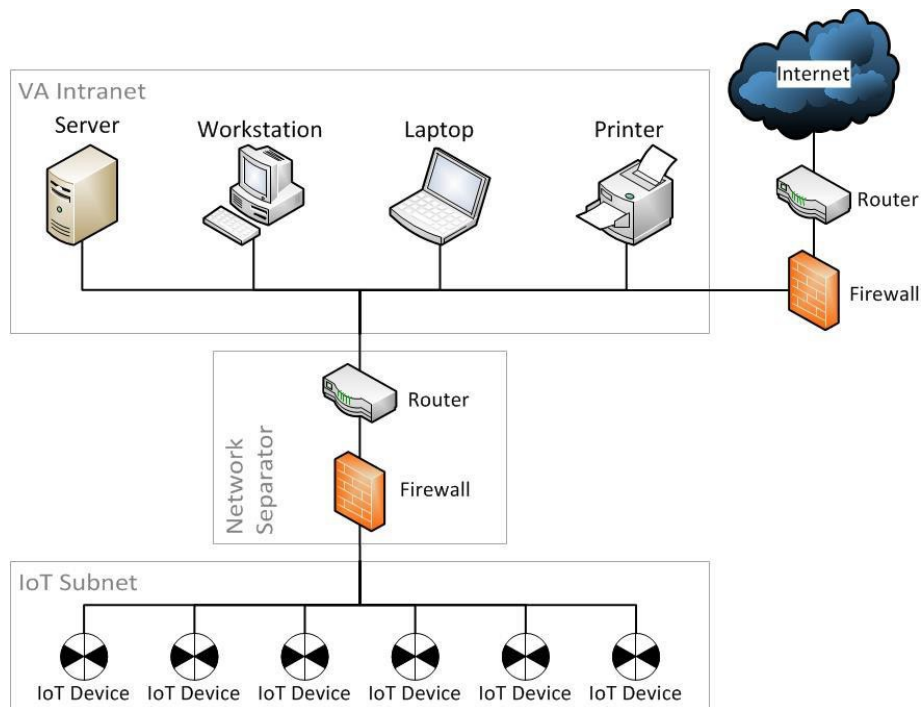 Internet
VA Intranet
Server
Workstation
Laptop
Printer
Router
Firewall
Router
Firewall
Network
Separator
IoT Subnet
IoT Device
IoT Device
IoT Device
IoT Device
IoT Device
IoT Device